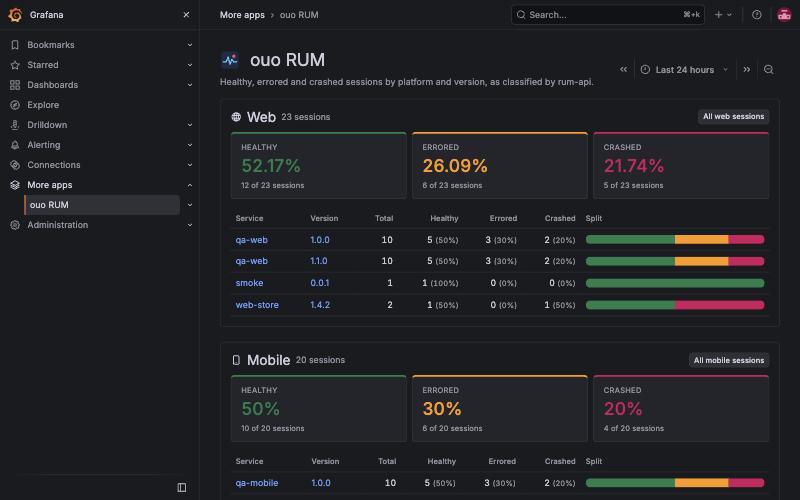 Grafana
More apps › ouo RUM
Search...
⌘+k
Bookmarks
Starred
Dashboards
Explore
Drilldown
Alerting
Connections
More apps
ouo RUM
Administration
ouo RUM
Last 24 hours
Healthy, errored and crashed sessions by platform and version, as classified by rum-api.
Web 23 sessions
All web sessions
HEALTHY ERRORED CRASHED
52.17% 26.09% 21.74%
12 of 23 sessions 6 of 23 sessions 5 of 23 sessions
Service Version Total Healthy Errored Crashed Split
qa-web 1.0.0 10 5 (50%) 3 (30%) 2 (20%)
qa-web 1.1.0 10 5 (50%) 3 (30%) 2 (20%)
smoke 0.0.1 1 1 (100%) 0 (0%) 0 (0%)
web-store 1.4.2 2 1 (50%) 0 (0%) 1 (50%)
Mobile 20 sessions
All mobile sessions
HEALTHY ERRORED CRASHED
50% 30% 20%
10 of 20 sessions 6 of 20 sessions 4 of 20 sessions
Service Version Total Healthy Errored Crashed Split
qa-mobile 1.0.0 10 5 (50%) 3 (30%) 2 (20%)